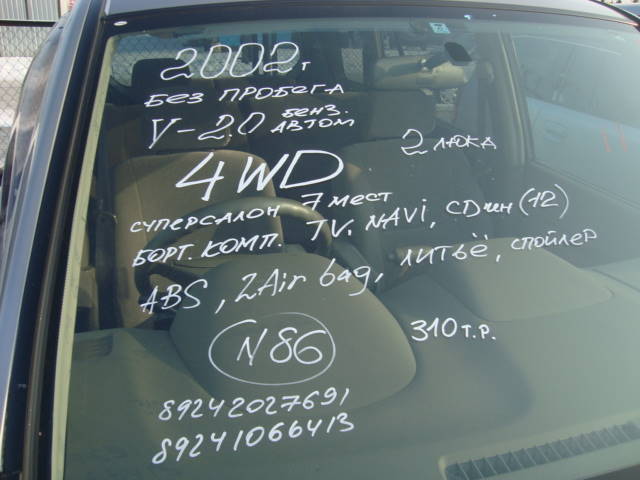 2002г
БЕЗ ПРОБЕГА
V-2.0 БЕНЗ. АВТОМ
2 ЛЮКА
4WD
СУПЕРСАЛОН 7 МЕСТ
БОРТ. КОМП. TV, NAVi, CDчен (12)
ABS, 2Air bag, ЛИТЬЁ, СПОЙЛЕР
310 т.р.
N86
89242027691
89241066413